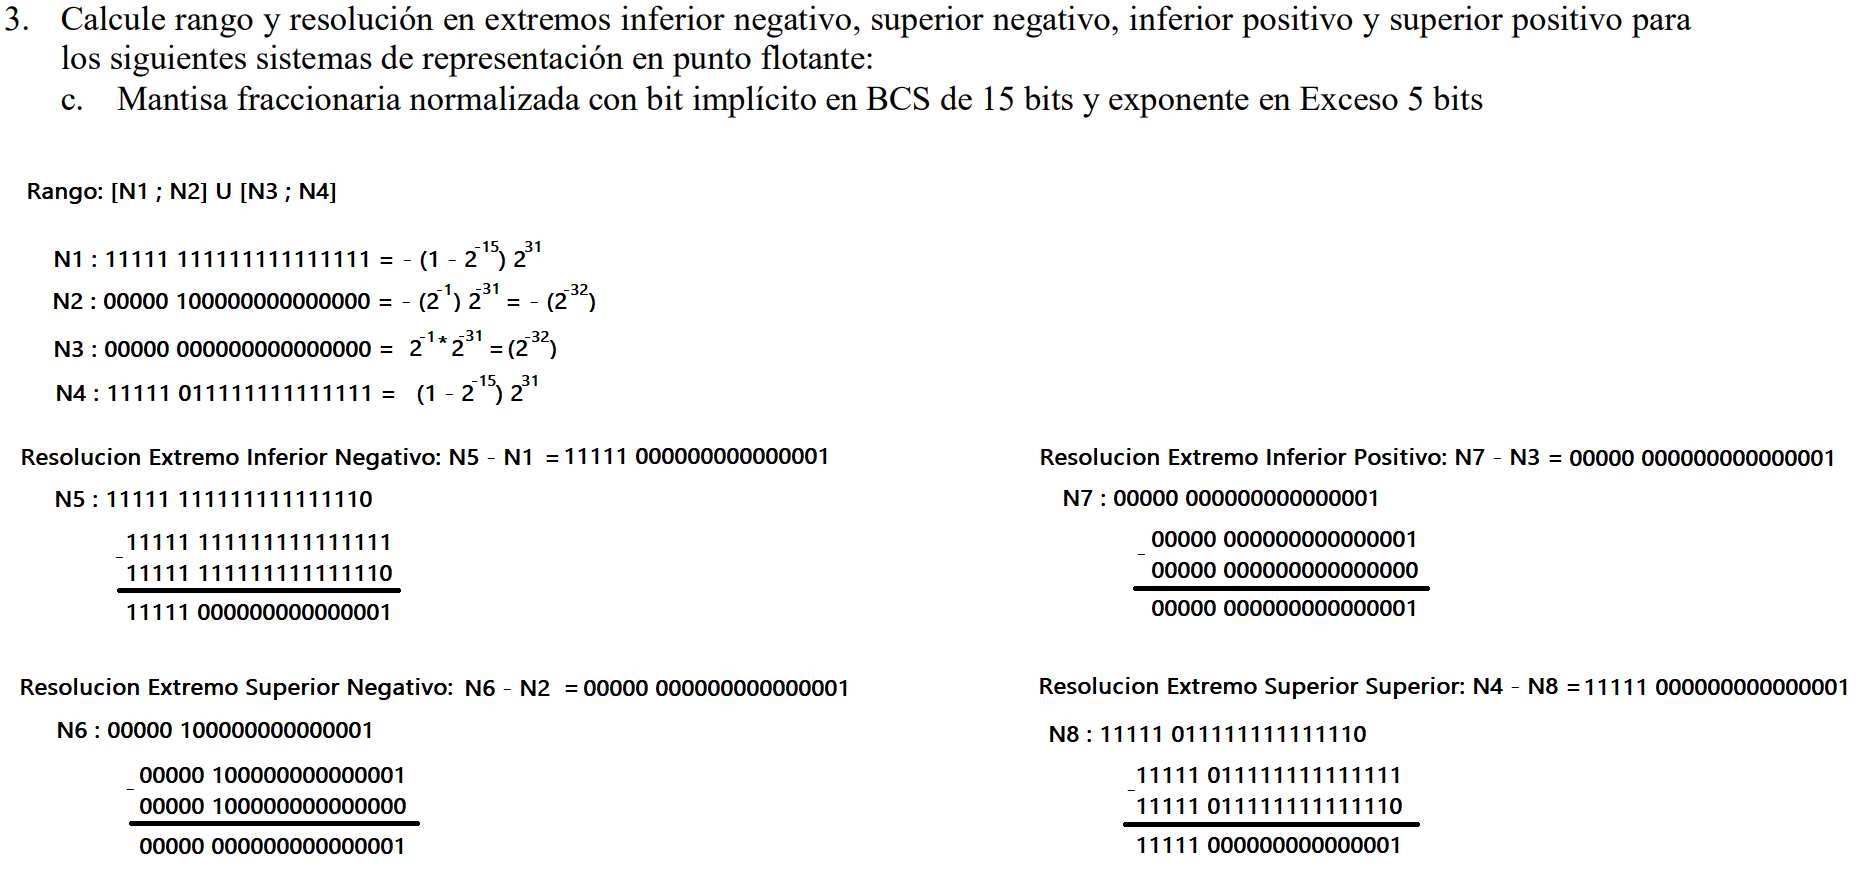 3. Calcule rango y resolución en extremos inferior negativo, superior negativo, inferior positivo y superior positivo para
los siguientes sistemas de representación en punto flotante:
c. Mantisa fraccionaria normalizada con bit implícito en BCS de 15 bits y exponente en Exceso 5 bits
Rango: [N1 ; N2] U [N3 ; N4]
N1 : 11111 111111111111111 = - (1 - 2^-15) 2^31
N2 : 00000 100000000000000 = - (2^-1) 2^-31 = - (2^-32)
N3 : 00000 000000000000000 = 2^-1 * 2^-31 = (2^-32)
N4 : 11111 011111111111111 = (1 - 2^-15) 2^31
Resolucion Extremo Inferior Negativo: N5 - N1 = 11111 000000000000001
N5 : 11111 111111111111110
11111 111111111111111
-
11111 111111111111110
11111 000000000000001
Resolucion Extremo Inferior Positivo: N7 - N3 = 00000 000000000000001
N7 : 00000 000000000000001
00000 000000000000001
-
00000 000000000000000
00000 000000000000001
Resolucion Extremo Superior Negativo: N6 - N2 = 00000 000000000000001
N6 : 00000 100000000000001
00000 100000000000001
-
00000 100000000000000
00000 000000000000001
Resolucion Extremo Superior Superior: N4 - N8 = 11111 000000000000001
N8 : 11111 011111111111110
11111 011111111111111
-
11111 011111111111110
11111 000000000000001